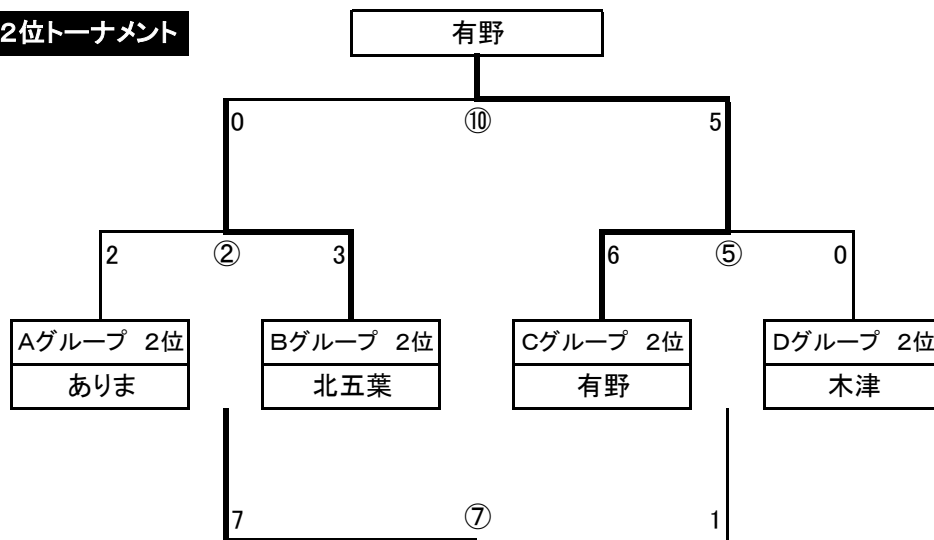 2位トーナメント
有野
0 ⑩ 5
2 ② 3 6 ⑤ 0
Aグループ 2位 Bグループ 2位 Cグループ 2位 Dグループ 2位
ありま 北五葉 有野 木津
7 ⑦ 1